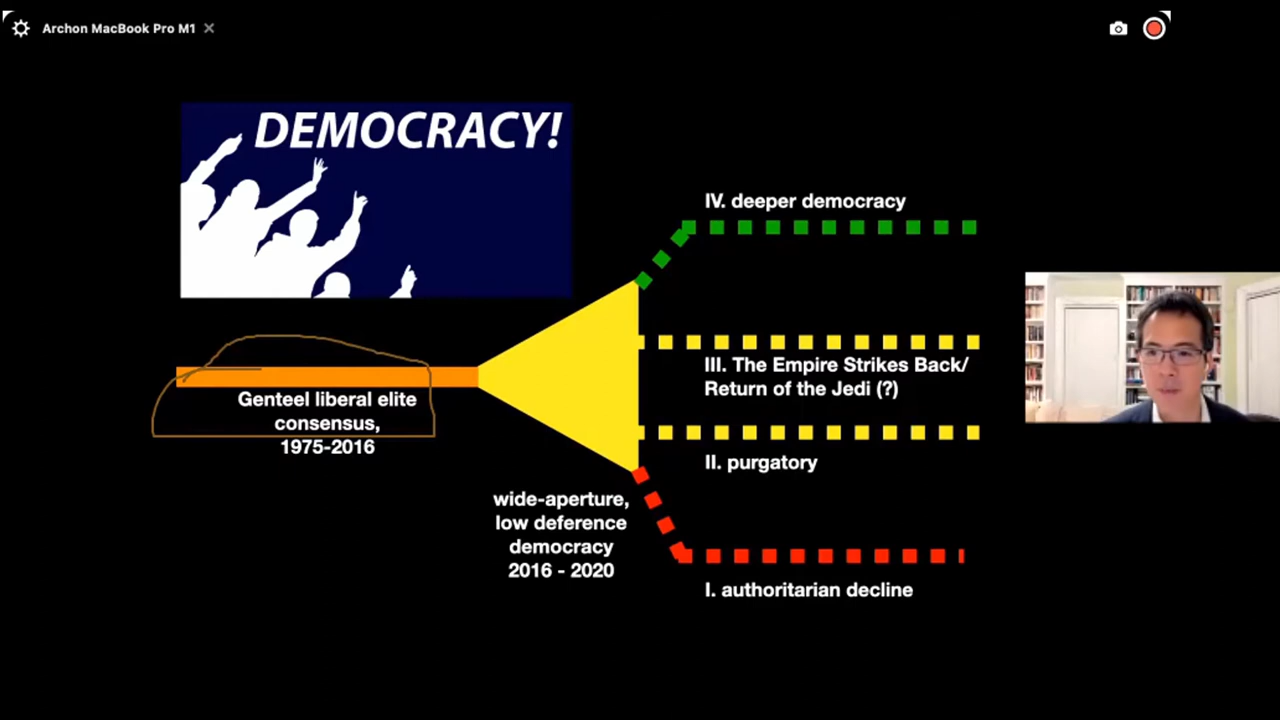 Archon MacBook Pro M1
DEMOCRACY!
IV. deeper democracy
III. The Empire Strikes Back/
Return of the Jedi (?)
Genteel liberal elite
consensus,
1975-2016
II. purgatory
wide-aperture,
low deference
democracy
2016 - 2020
I. authoritarian decline